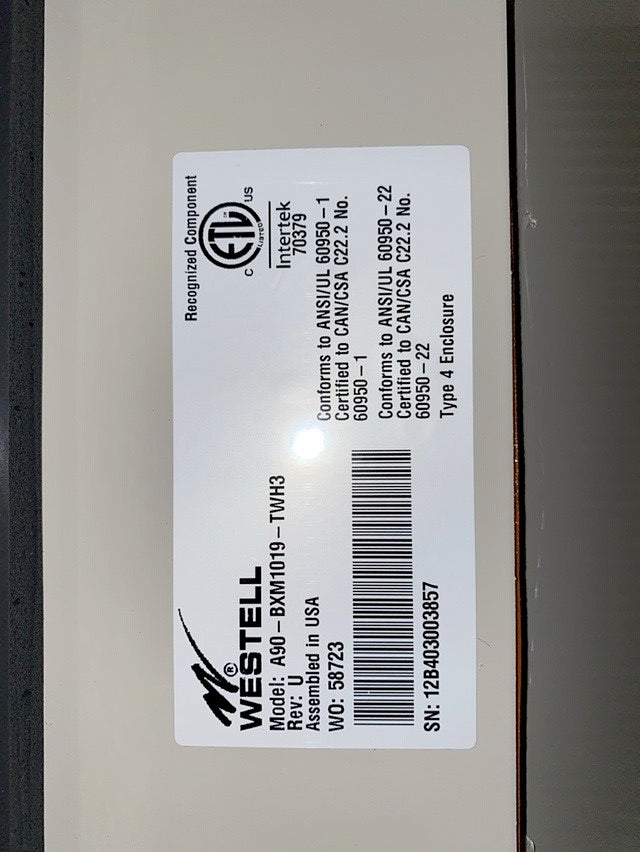 WESTELL®
Model: A90-BXM1019-TWH3
Rev: U
Assembled in USA
WO: 58723
SN: 12B403003857
Recognized Component
C ETL US
LISTED
Intertek
70379
Conforms to ANSI/UL 60950-1
Certified to CAN/CSA C22.2 No.
60950-1
Conforms to ANSI/UL 60950-22
Certified to CAN/CSA C22.2 No.
60950-22
Type 4 Enclosure